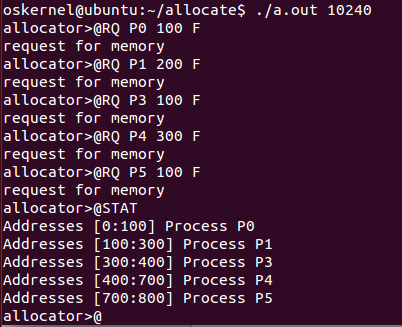 oskernel@ubuntu:~/allocate$ ./a.out 10240
allocator>@RQ P0 100 F
request for memory
allocator>@RQ P1 200 F
request for memory
allocator>@RQ P3 100 F
request for memory
allocator>@RQ P4 300 F
request for memory
allocator>@RQ P5 100 F
request for memory
allocator>@STAT
Addresses [0:100] Process P0
Addresses [100:300] Process P1
Addresses [300:400] Process P3
Addresses [400:700] Process P4
Addresses [700:800] Process P5
allocator>@